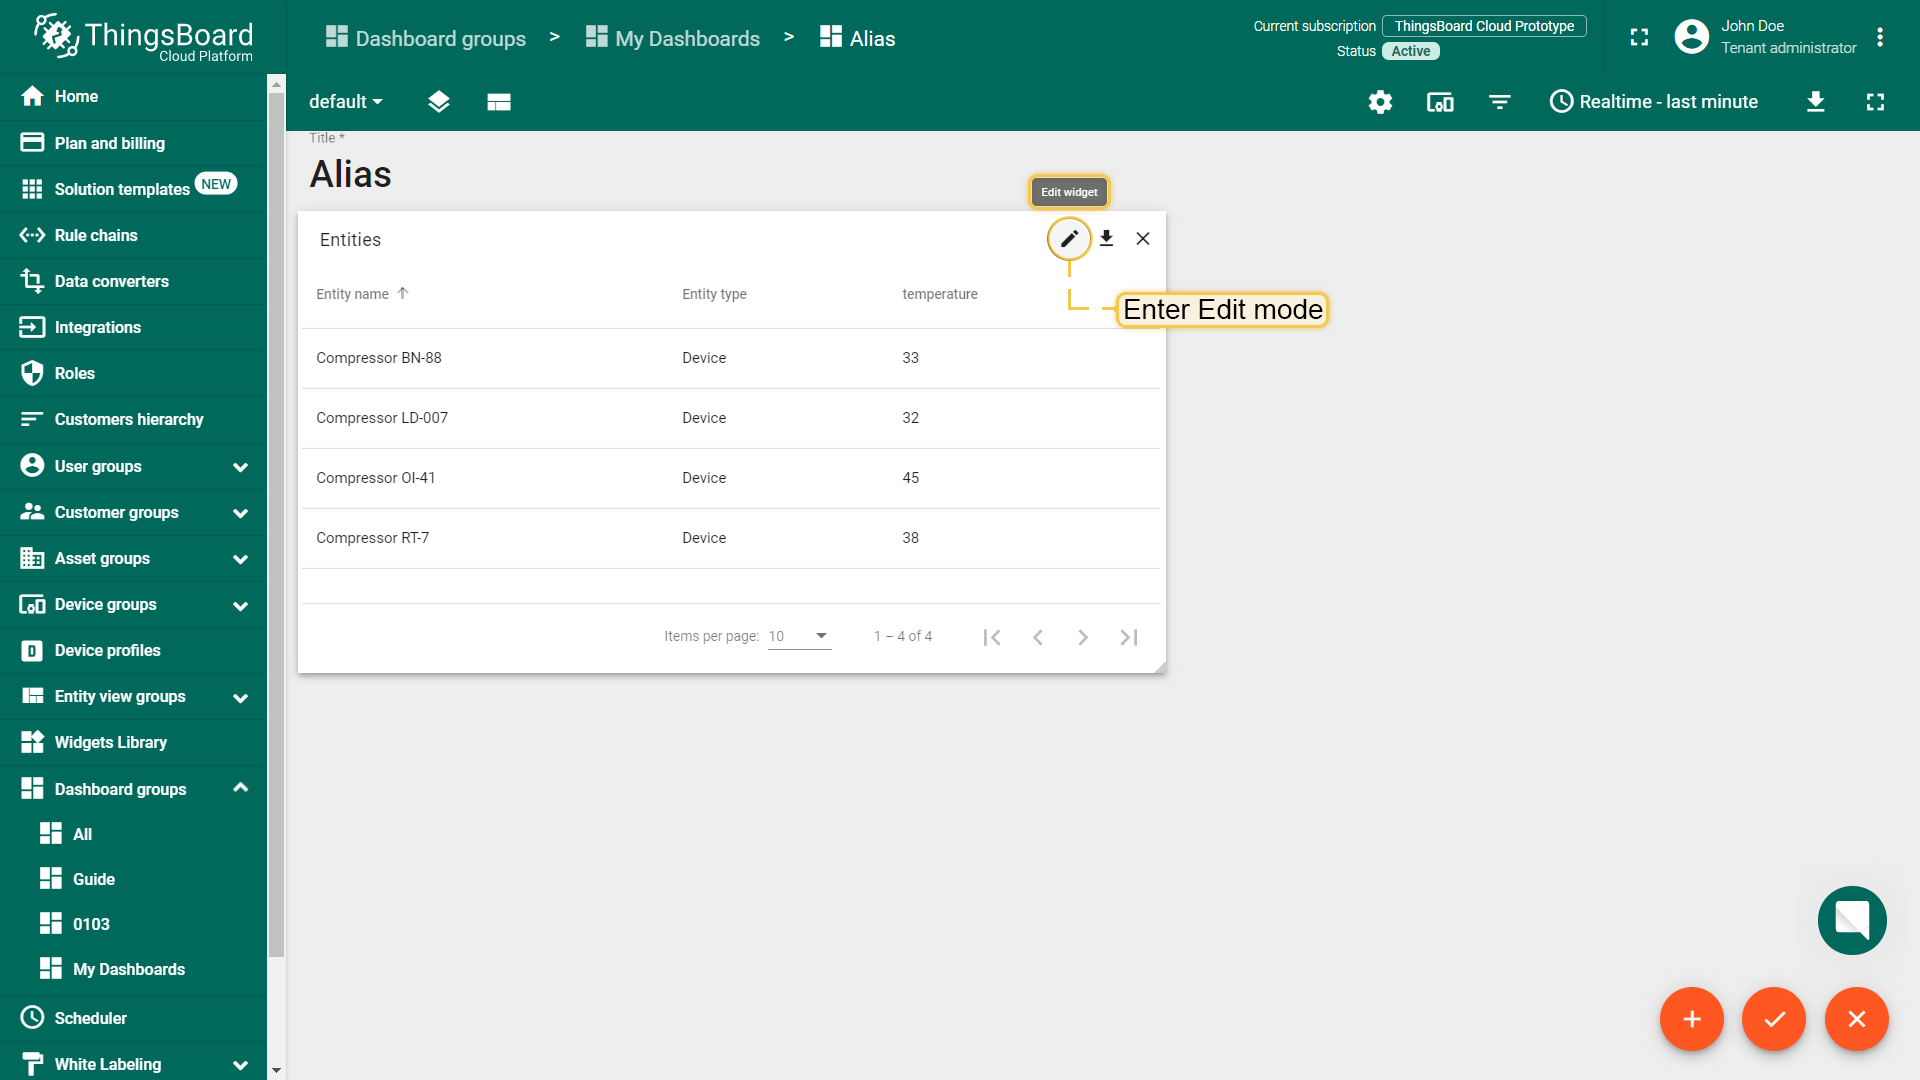 ThingsBoard
Cloud Platform
Dashboard groups > My Dashboards > Alias
Current subscription ThingsBoard Cloud Prototype
Status Active
John Doe
Tenant administrator
Home
Plan and billing
Solution templates NEW
Rule chains
Data converters
Integrations
Roles
Customers hierarchy
User groups
Customer groups
Asset groups
Device groups
D
Device profiles
Entity view groups
Widgets Library
Dashboard groups
All
Guide
0103
My Dashboards
Scheduler
White Labeling
default
Realtime - last minute
Title *
Alias
Edit widget
Entities
Enter Edit mode
Entity name Entity type temperature
Compressor BN-88 Device 33
Compressor LD-007 Device 32
Compressor OI-41 Device 45
Compressor RT-7 Device 38
Items per page: 10 1 – 4 of 4